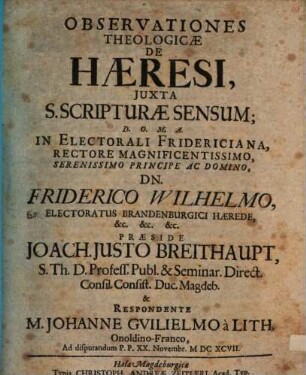 OBSERVATIONES
THEOLOGICÆ
DE
HÆRESI,
JUXTA
S. SCRIPTURÆ SENSUM;
D. O. M. A.
IN ELECTORALI FRIDERICIANA,
RECTORE MAGNIFICENTISSIMO,
SERENISSIMO PRINCIPE AC DOMINO,
DN.
FRIDERICO WILHELMO,
ELECTORATUS BRANDENBURGICI HÆREDE,
&c. &c. &c.
PRÆSIDE
JOACH. JUSTO BREITHAUPT,
S. Th. D. Profess. Publ. & Seminar. Direct.
Consil. Consist. Duc. Magdeb.
&
RESPONDENTE
M. JOHANNE GVILIELMO à LITH.
Onoldino-Franco,
Ad disputandum P. P. XX. Novembr. M DC XCVII.
Halæ Magdeburgicæ
Typis CHRISTOPH. ANDREÆ ZEITLERI, Acad. Typ.